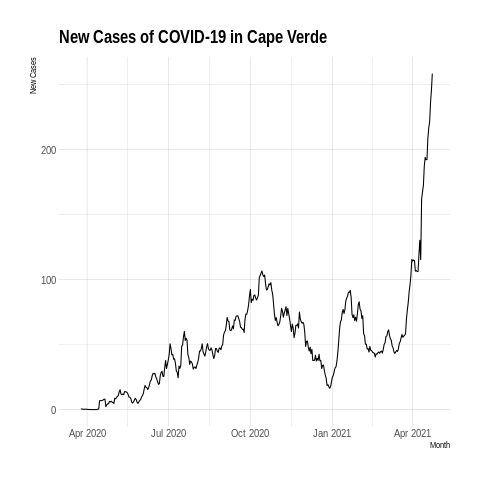 New Cases of COVID-19 in Cape Verde
New Cases
200
100
0
Apr 2020 Jul 2020 Oct 2020 Jan 2021 Apr 2021
Month